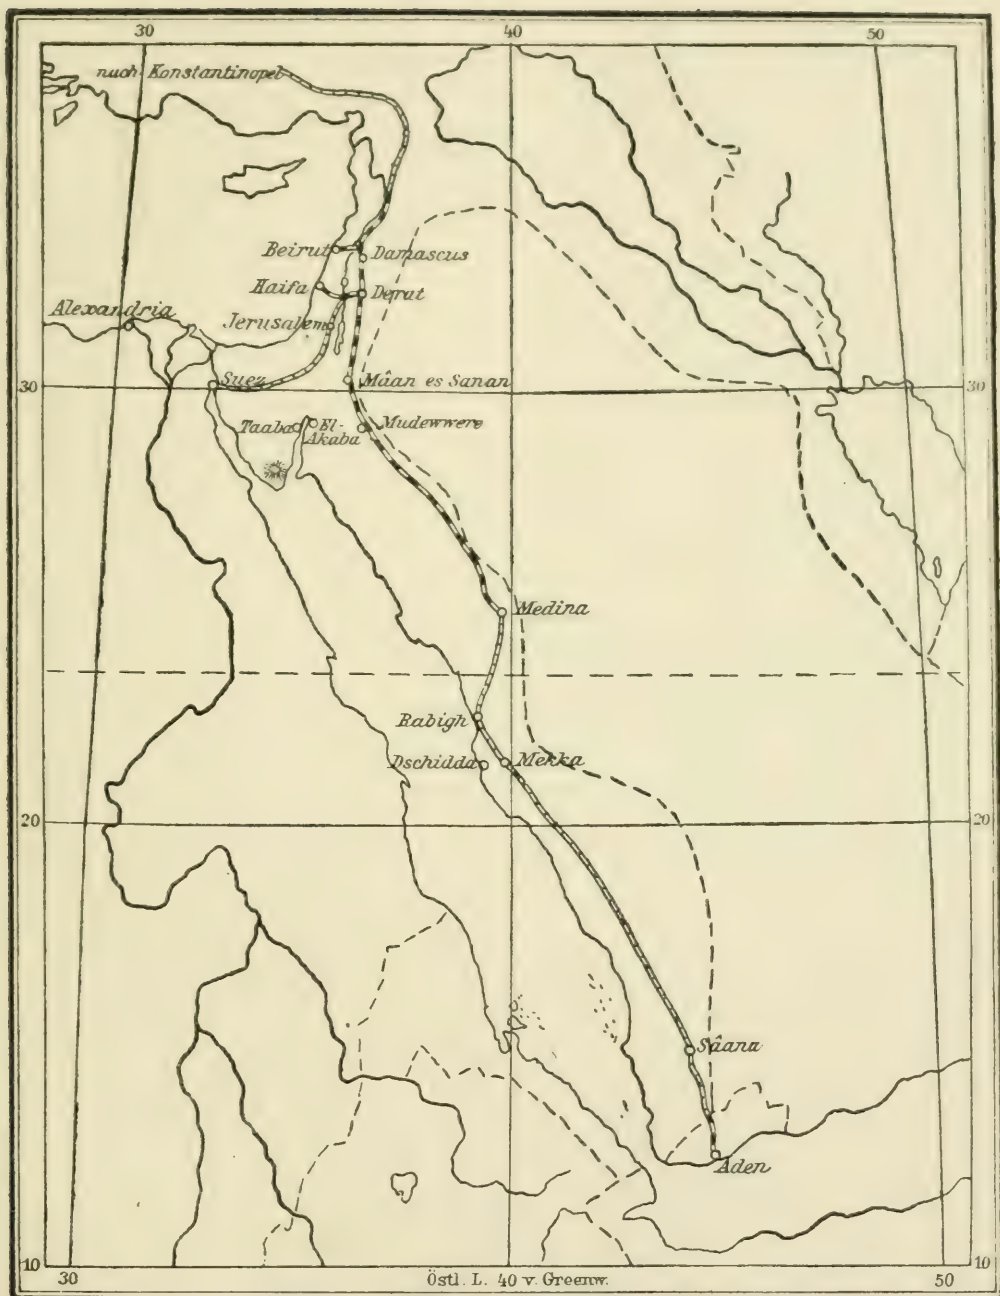 30 40 50
nach Konstantinopel
Beirut Damascus
Haifa Derat
Alexandria
Jerusalem
Suez
Mâan es Sanan
30 30
Taaba El-
Akaba
Mudewwere
Medina
Rabigh
Dschidda Mekka
20 20
Sâana
Aden
10 10
30 Östl. L. 40 v. Greenw. 50